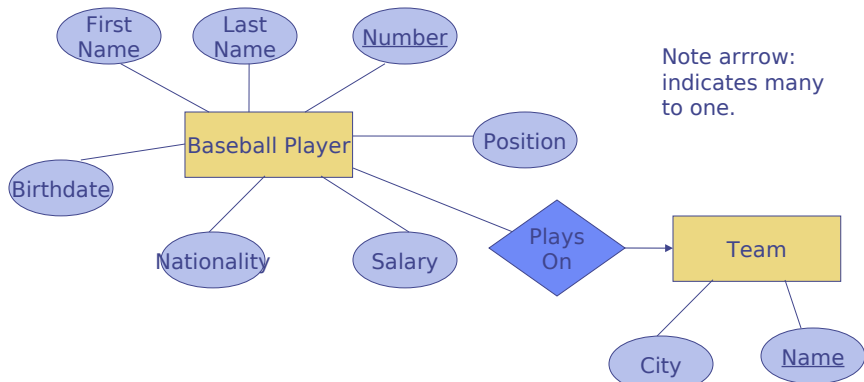 First
Name
Last
Name
Number
Note arrrow:
indicates many
to one.
Baseball Player
Position
Birthdate
Nationality
Salary
Plays
On
Team
City
Name